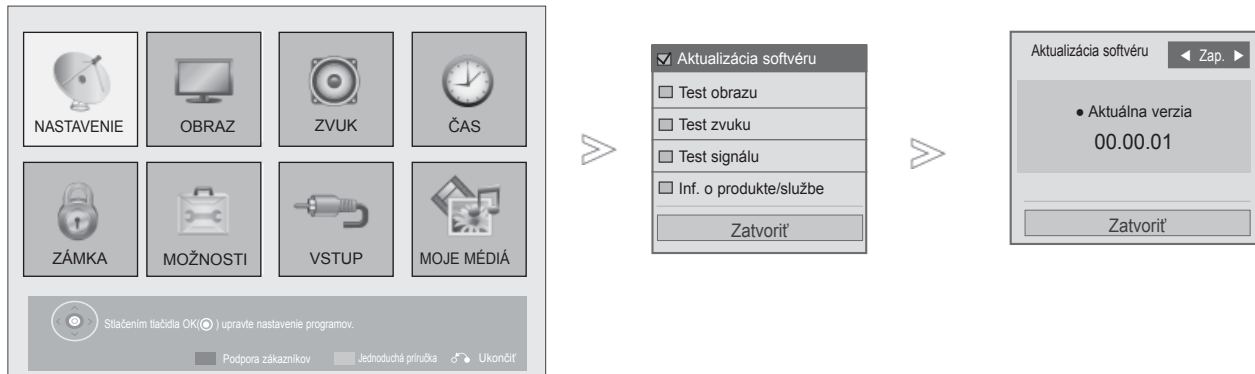 NASTAVENIE OBRAZ ZVUK ČAS
ZÁMKA MOŽNOSTI VSTUP MOJE MÉDIÁ
Stlačením tlačidla OK(◉) upravte nastavenie programov.
Podpora zákazníkov Jednoduchá príručka Ukončiť
Aktualizácia softvéru
Test obrazu
Test zvuku
Test signálu
Inf. o produkte/službe
Zatvoriť
Aktualizácia softvéru ◄ Zap. ►
● Aktuálna verzia
00.00.01
Zatvoriť